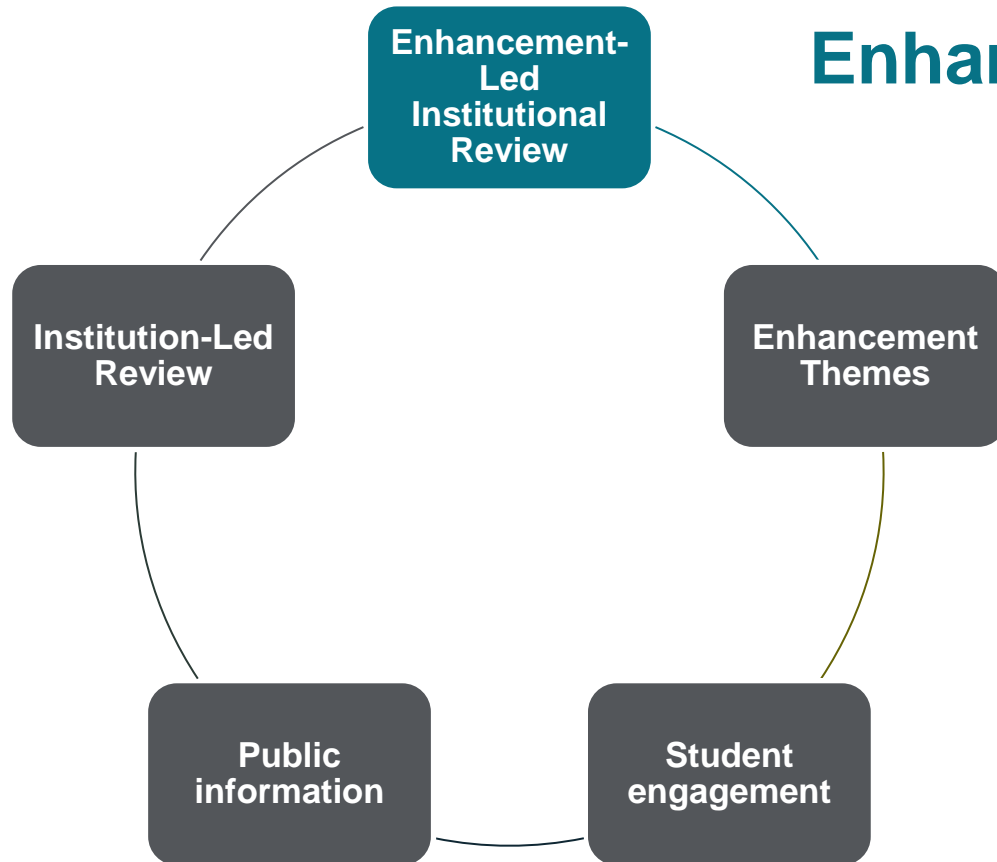 Enhancement-
Led
Institutional
Review
Enhan
Enhancement
Themes
Student
engagement
Public
information
Institution-Led
Review